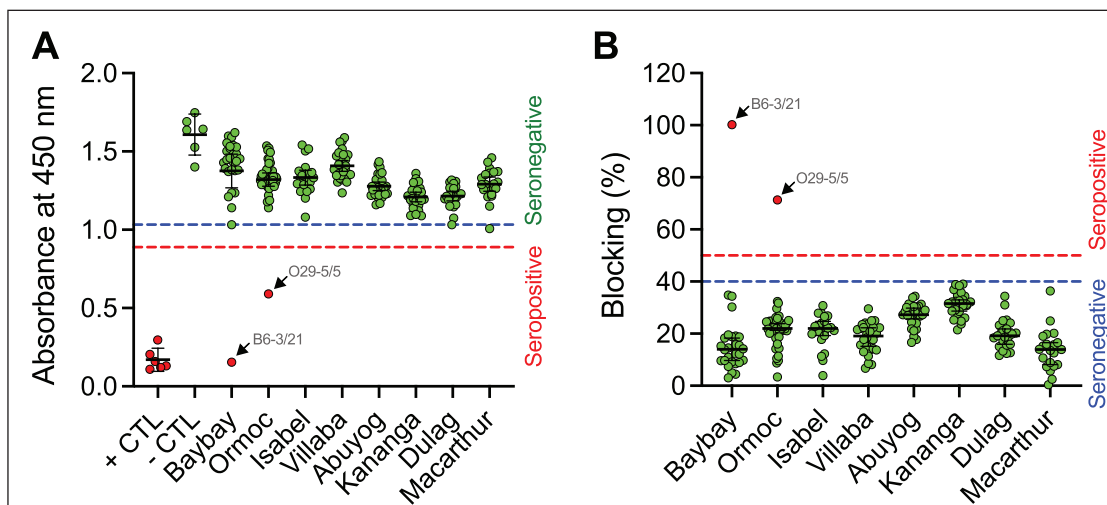 A
Absorbance at 450 nm
2.0
1.5
1.0
0.5
0.0
Seronegative
Seropositive
O29-5/5
B6-3/21
+ CTL
- CTL
Baybay
Ormoc
Isabel
Villaba
Abuyog
Kananga
Dulag
Macarthur
B
Blocking (%)
120
100
80
60
40
20
0
B6-3/21
O29-5/5
Seropositive
Seronegative
Baybay
Ormoc
Isabel
Villaba
Abuyog
Kananga
Dulag
Macarthur